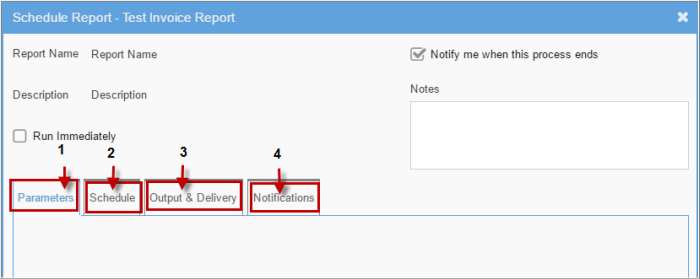 Schedule Report - Test Invoice Report
Report Name Report Name
Notify me when this process ends
Description Description
Notes
Run Immediately
1 2 3 4
Parameters Schedule Output & Delivery Notifications